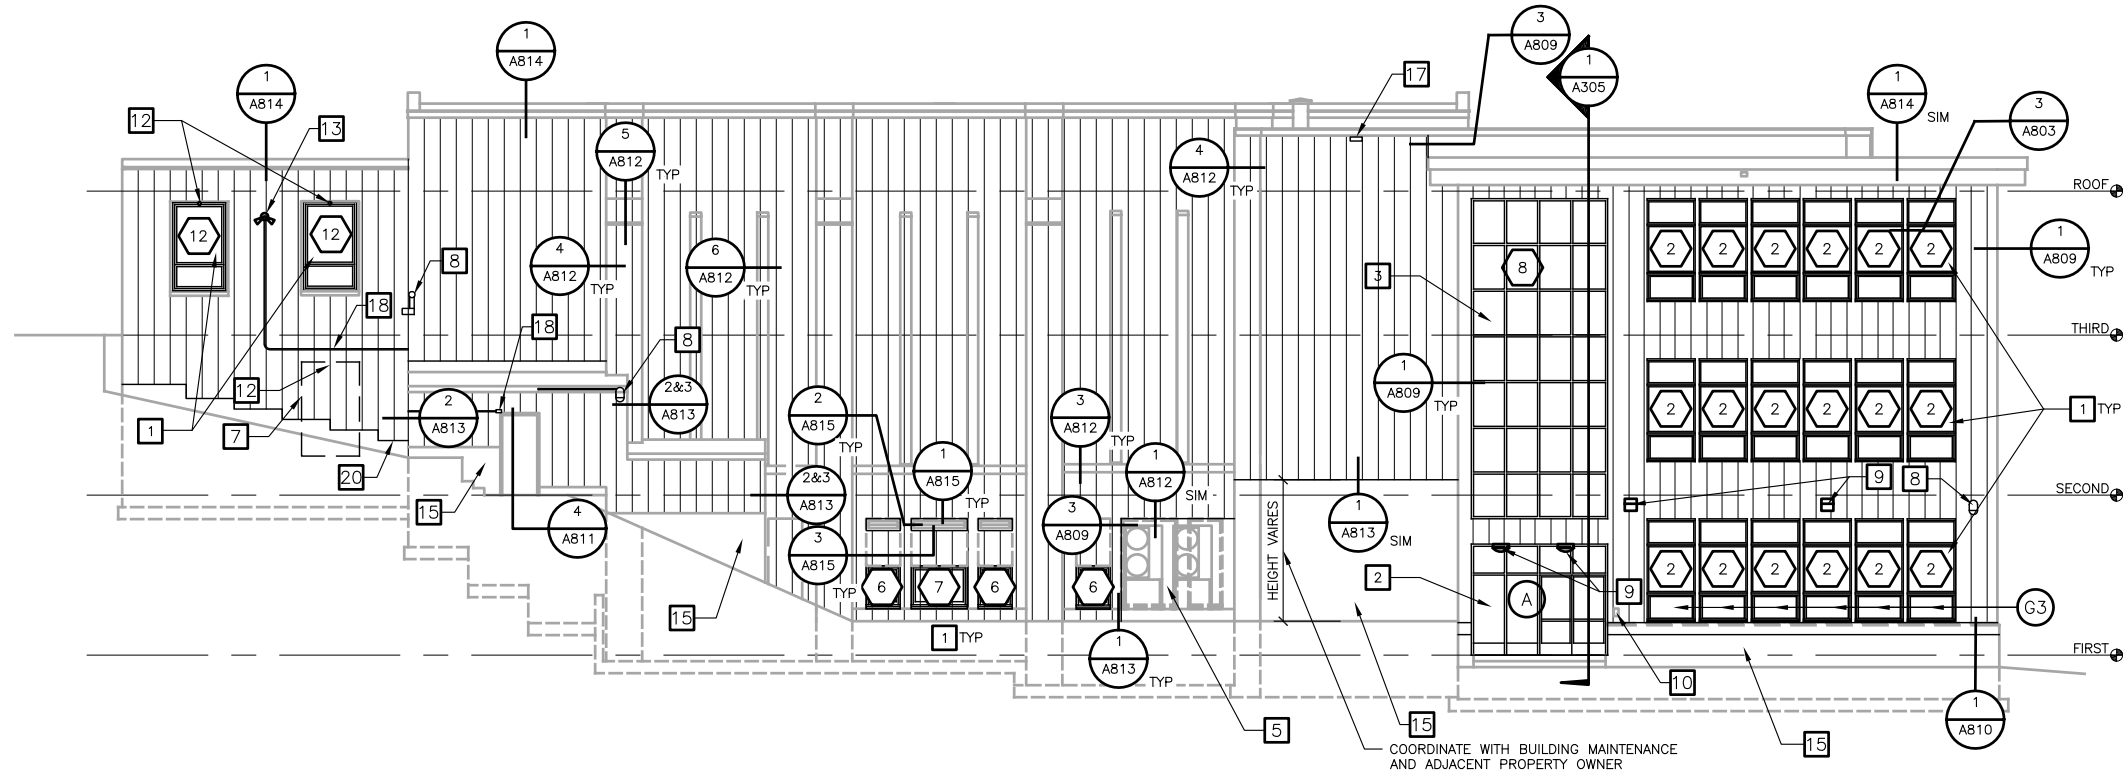 3
A809
1
A305
1
A814
17
1
A814
SIM
3
A803
1
A814
12
13
5
A812
TYP
4
A812
TYP
ROOF
12
12
8
4
A812
TYP
6
A812
TYP
3
8
2 2 2 2 2 2
1
A809
TYP
18
18
8
THIRD
12
1
7
2
A813
2&3
A813
2
A815
TYP
3
A812
TYP
1
A809
TYP
2 2 2 2 2 2
1 TYP
20
15
4
A811
2&3
A813
1
A815
TYP
1
A812
SIM
9
8
SECOND
3
A815
TYP
3
A809
1
A813
SIM
HEIGHT VAIRES
6 7 6
6
2
A
9
2 2 2 2 2 2
G3
15
1 TYP
1
A813
TYP
10
FIRST
5
15
15
1
A810
COORDINATE WITH BUILDING MAINTENANCE
AND ADJACENT PROPERTY OWNER